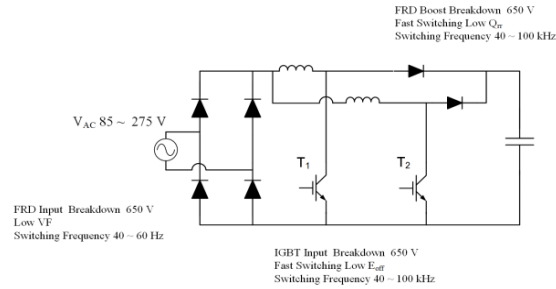 FRD Boost Breakdown 650 V
Fast Switching Low Qrr
Switching Frequency 40 ~ 100 kHz
VAC 85 ~ 275 V
T1
T2
FRD Input Breakdown 650 V
Low VF
Switching Frequency 40 ~ 60 Hz
IGBT Input Breakdown 650 V
Fast Switching Low Eoff
Switching Frequency 40 ~ 100 kHz